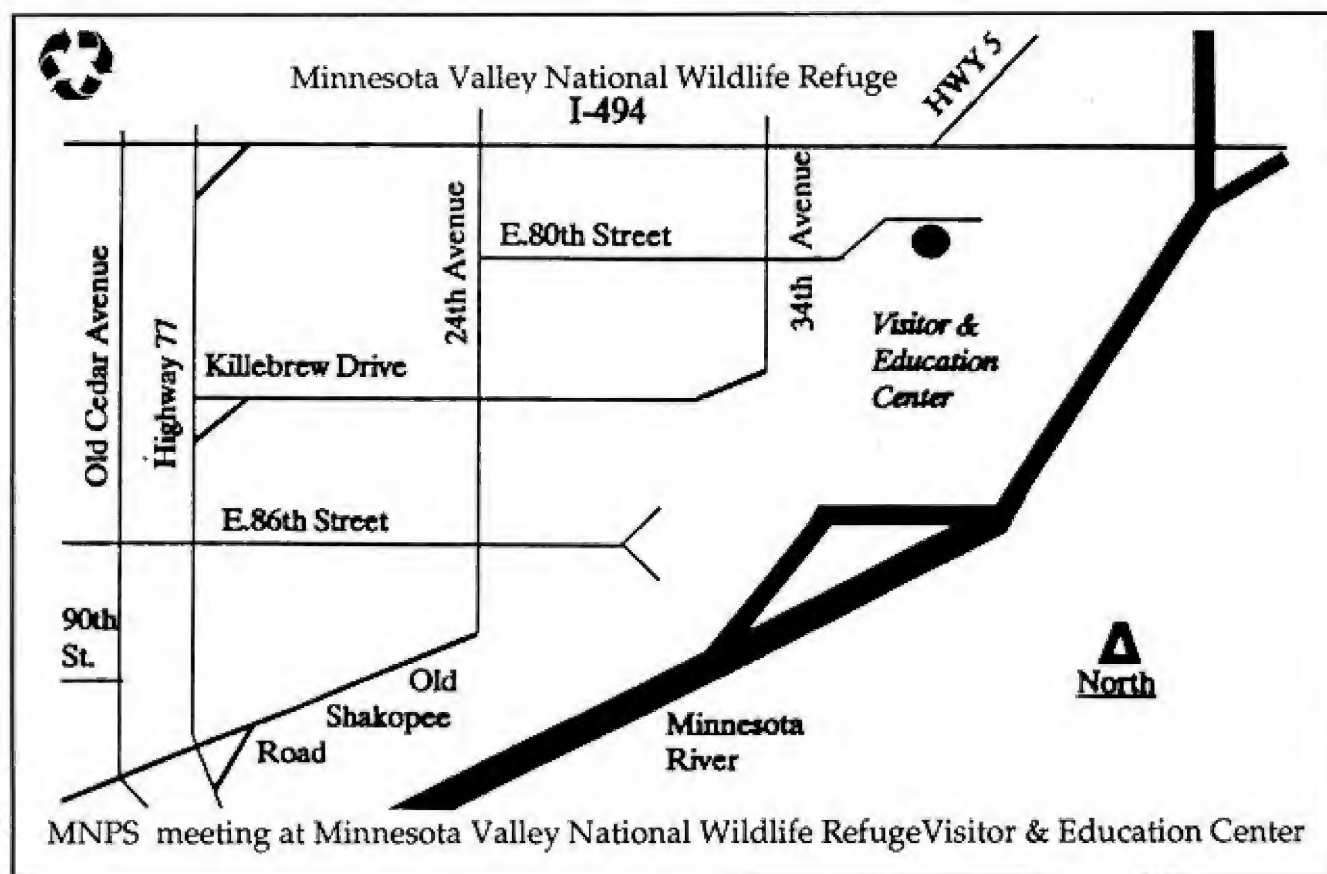 Minnesota Valley National Wildlife Refuge
I-494
HWY 5
Old Cedar Avenue
Highway 77
24th Avenue
34th Avenue
E.80th Street
Visitor &
Education
Center
Killebrew Drive
E.86th Street
90th
St.
Old
Shakopee
Road
Minnesota
River
North
MNPS meeting at Minnesota Valley National Wildlife RefugeVisitor & Education Center